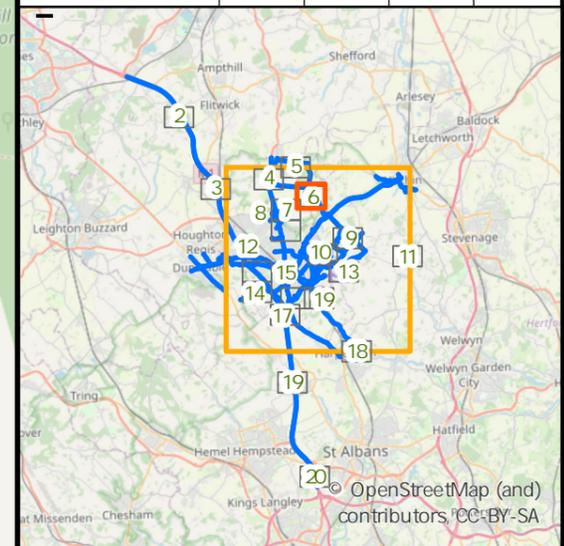 Shefford
Ampthill
Flitwick
Arlesey
Letchworth
[2]
[5]
[4]
[3]
[6]
8
7
Stevenage
Leighton Buzzard
Houghton
Regis
12
9
10
[11]
15
13
14
19
17
Welwyn
[18]
Welwyn
Garden
City
[19]
Tring
Hatfield
Hemel Hempstead
St Albans
[20]
© OpenStreetMap (and)
Kings Langley
contributors, CC-BY-SA
Chesham
at Missenden